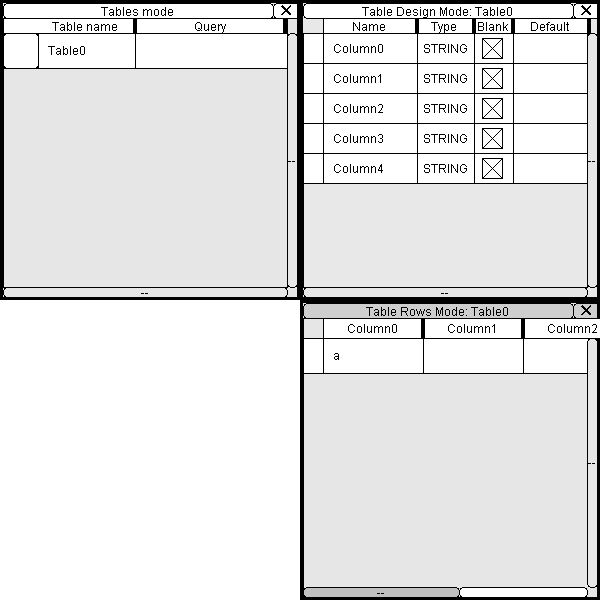 Tables mode
Table name Query
Table0
--
--
Table Design Mode: Table0
Name Type Blank Default
Column0 STRING
Column1 STRING
Column2 STRING
Column3 STRING
Column4 STRING
--
--
Table Rows Mode: Table0
Column0 Column1 Column2
a
--
--